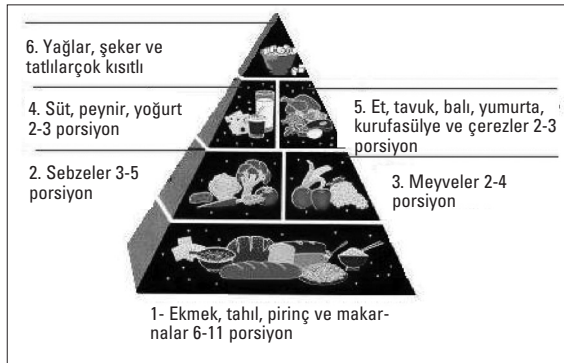 6. Yağlar, şeker ve
tatlılarçok kısıtlı
4. Süt, peynir, yoğurt
2-3 porsiyon
5. Et, tavuk, balı, yumurta,
kurufasülye ve çerezler 2-3
porsiyon
2. Sebzeler 3-5
porsiyon
3. Meyveler 2-4
porsiyon
1- Ekmek, tahıl, pirinç ve makar-
nalar 6-11 porsiyon